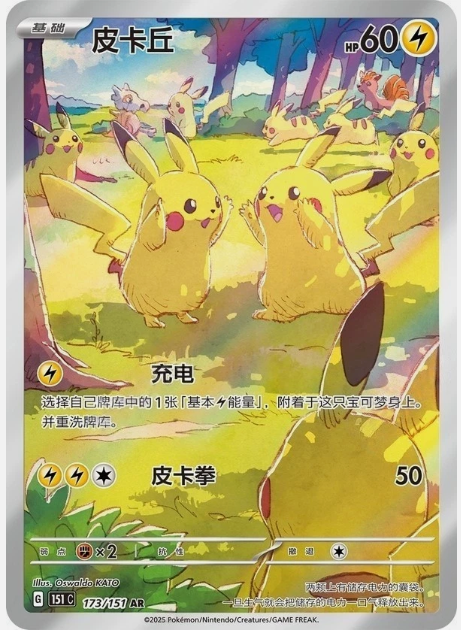 基础
皮卡丘 HP60
充电
选择自己牌库中的1张「基本能量」，附着于这只宝可梦身上。
并重洗牌库。
皮卡拳 50
弱点 ×2 抗性 撤退
Illus. Oswaldo KATO
G 151 C 173/151 AR
两颊上有储存电力的囊袋。
一旦生气就会把储存的电力一口气释放出来。
©2025 Pokémon/Nintendo/Creatures/GAME FREAK.